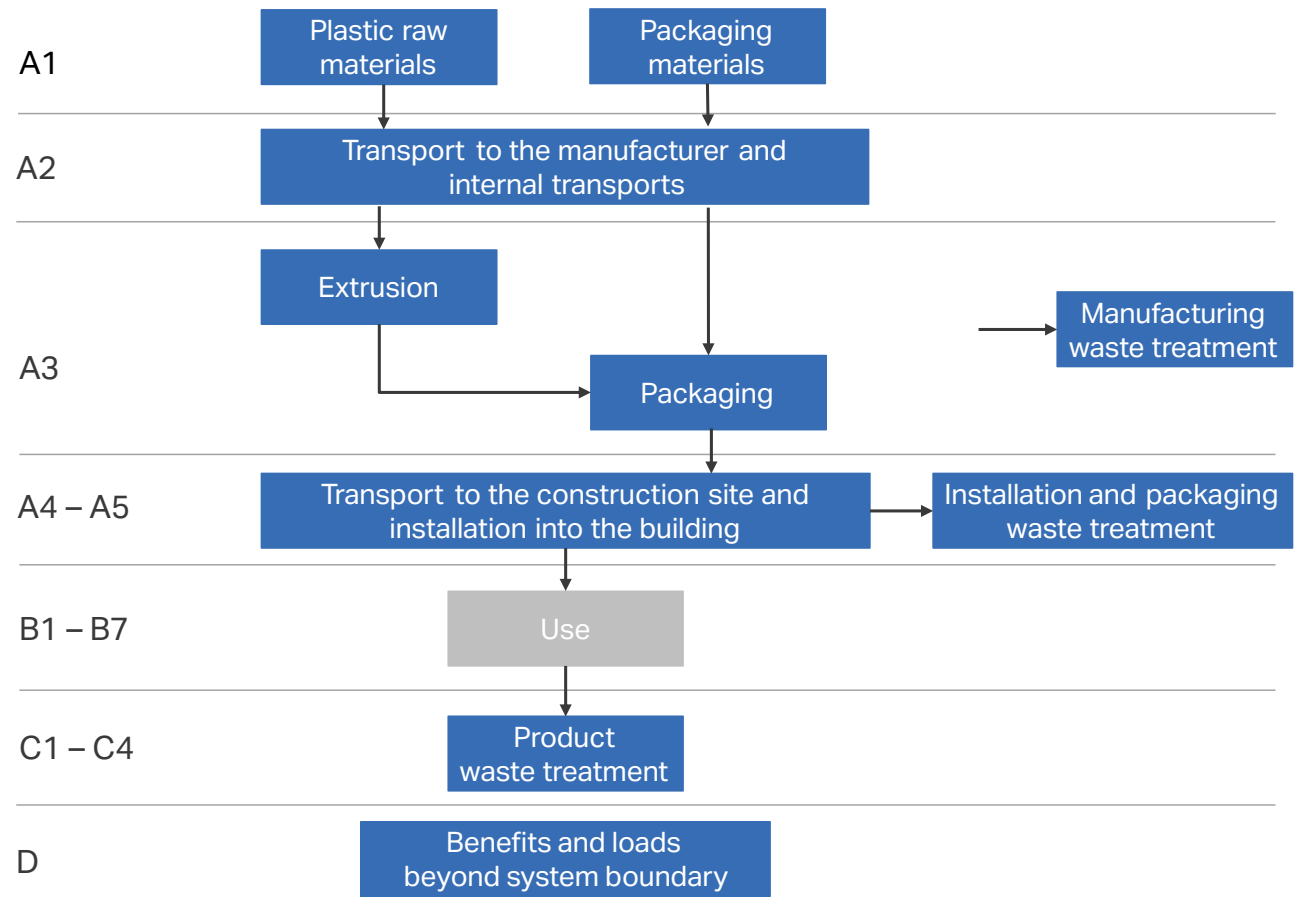 A1
Plastic raw
materials
Packaging
materials
A2
Transport to the manufacturer and
internal transports
A3
Extrusion
Manufacturing
waste treatment
Packaging
A4 – A5
Transport to the construction site and
installation into the building
Installation and packaging
waste treatment
B1 – B7
Use
C1 – C4
Product
waste treatment
D
Benefits and loads
beyond system boundary